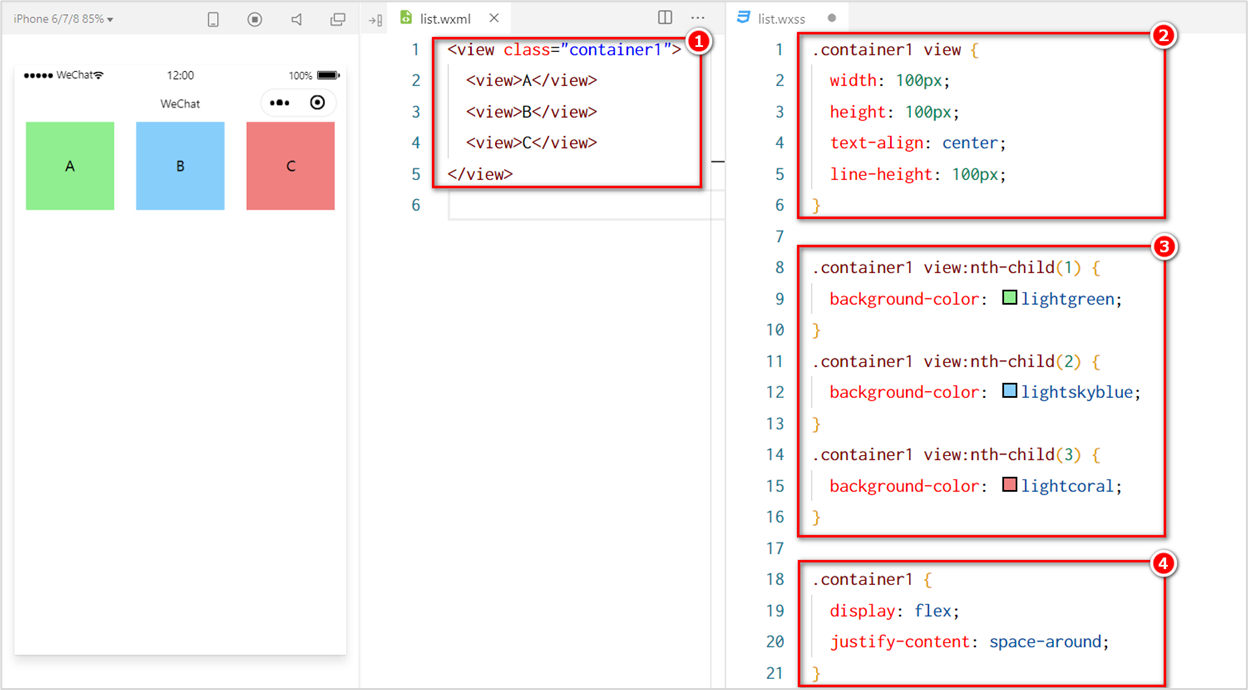 iPhone 6/7/8 85%
WeChat
12:00
100%
WeChat
A
B
C
list.wxml
1
1 <view class="container1">
2 <view>A</view>
3 <view>B</view>
4 <view>C</view>
5 </view>
6
list.wxss
2
1 .container1 view {
2 width: 100px;
3 height: 100px;
4 text-align: center;
5 line-height: 100px;
6 }
7
3
8 .container1 view:nth-child(1) {
9 background-color: lightgreen;
10 }
11 .container1 view:nth-child(2) {
12 background-color: lightskyblue;
13 }
14 .container1 view:nth-child(3) {
15 background-color: lightcoral;
16 }
17
4
18 .container1 {
19 display: flex;
20 justify-content: space-around;
21 }